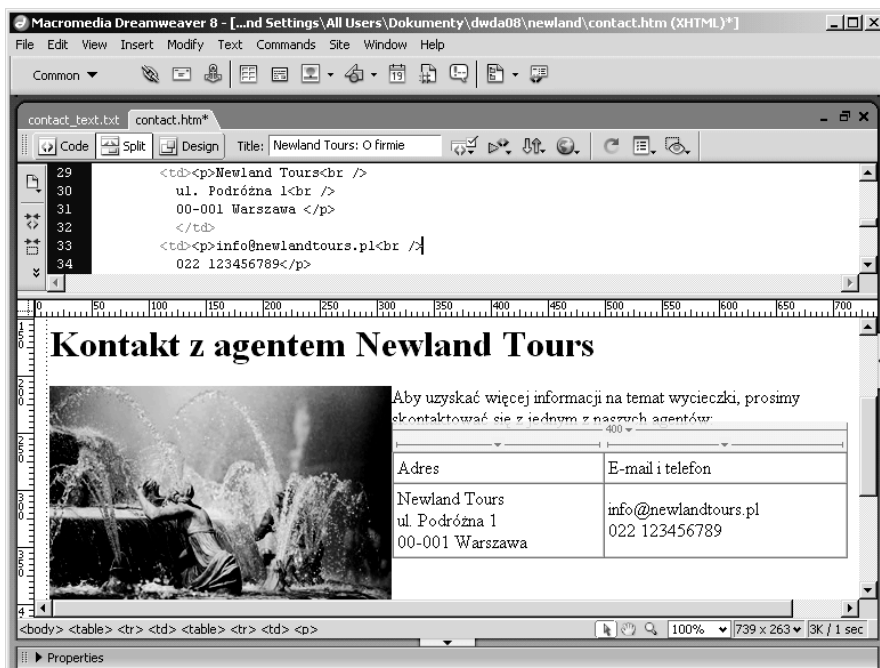 Macromedia Dreamweaver 8 - [...nd Settings\All Users\Dokumenty\dwda08\newland\contact.htm (XHTML)*]
File Edit View Insert Modify Text Commands Site Window Help
Common
19
contact_text.txt contact.htm*
Code Split Design Title: Newland Tours: O firmie
29 <td><p>Newland Tours<br />
30 ul. Podróżna 1<br />
31 00-001 Warszawa </p>
32 </td>
33 <td><p>info@newlandtours.pl<br />
34 022 123456789</p>
0 50 100 150 200 250 300 350 400 450 500 550 600 650 700
Kontakt z agentem Newland Tours
Aby uzyskać więcej informacji na temat wycieczki, prosimy
skontaktować się z jednym z naszych agentów:
400
Adres E-mail i telefon
Newland Tours
ul. Podróżna 1
00-001 Warszawa
info@newlandtours.pl
022 123456789
<body> <table> <tr> <td> <table> <tr> <td> <p> 100% 739 x 263 3K / 1 sec
Properties